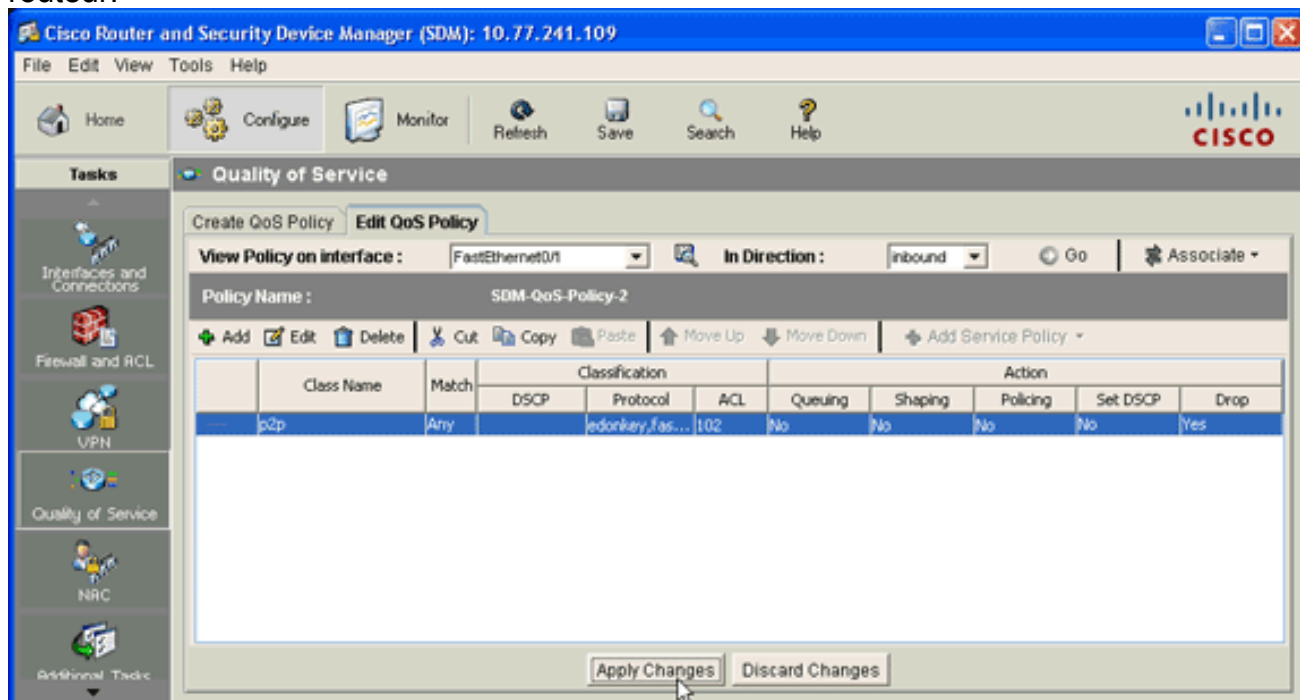 Cisco Router and Security Device Manager (SDM): 10.77.241.109
File Edit View Tools Help
Home Configure Monitor Refresh Save Search Help
CISCO
Tasks Quality of Service
Create QoS Policy Edit QoS Policy
View Policy on interface : FastEthernet0/1 In Direction : inbound Go Associate
Interfaces and
Connections
Policy Name : SDM-QoS-Policy-2
Add Edit Delete Cut Copy Paste Move Up Move Down Add Service Policy
Firewall and ACL
Class Name Match Classification Action
DSCP Protocol ACL Queuing Shaping Policing Set DSCP Drop
p2p Any edonkey,fas... 102 No No No No Yes
VPN
Quality of Service
NAC
Additional Tasks
Apply Changes Discard Changes